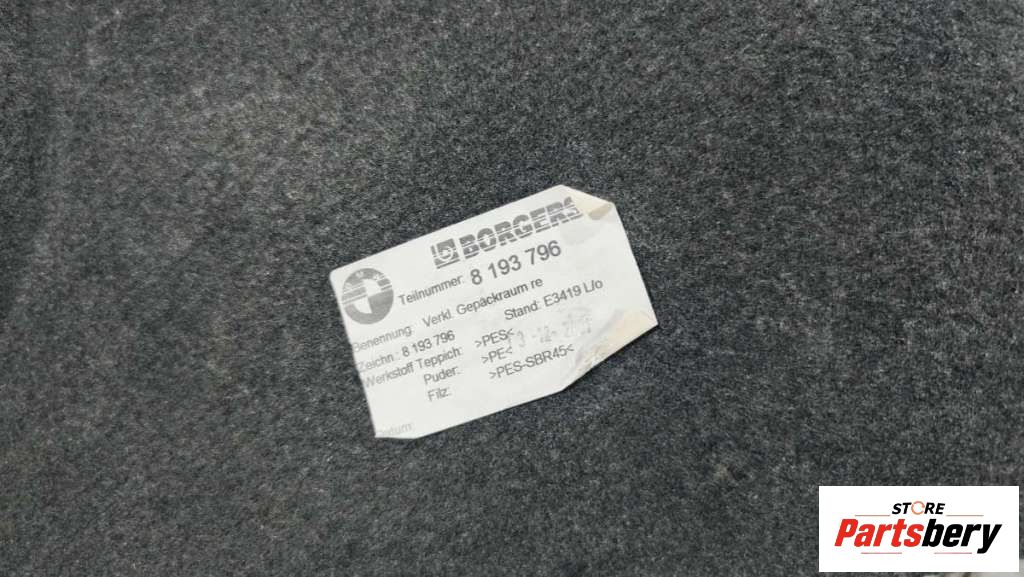 BORGERS
Teilnummer: 8 193 796
Benennung: Verkl. Gepäckraum re
Zeichn.: 8 193 796 Stand: E3419 L/o
Werkstoff Teppich: >PES<
Puder: >PE<
Filz: >PES-SBR45<
Datum:
STORE
Partsbery